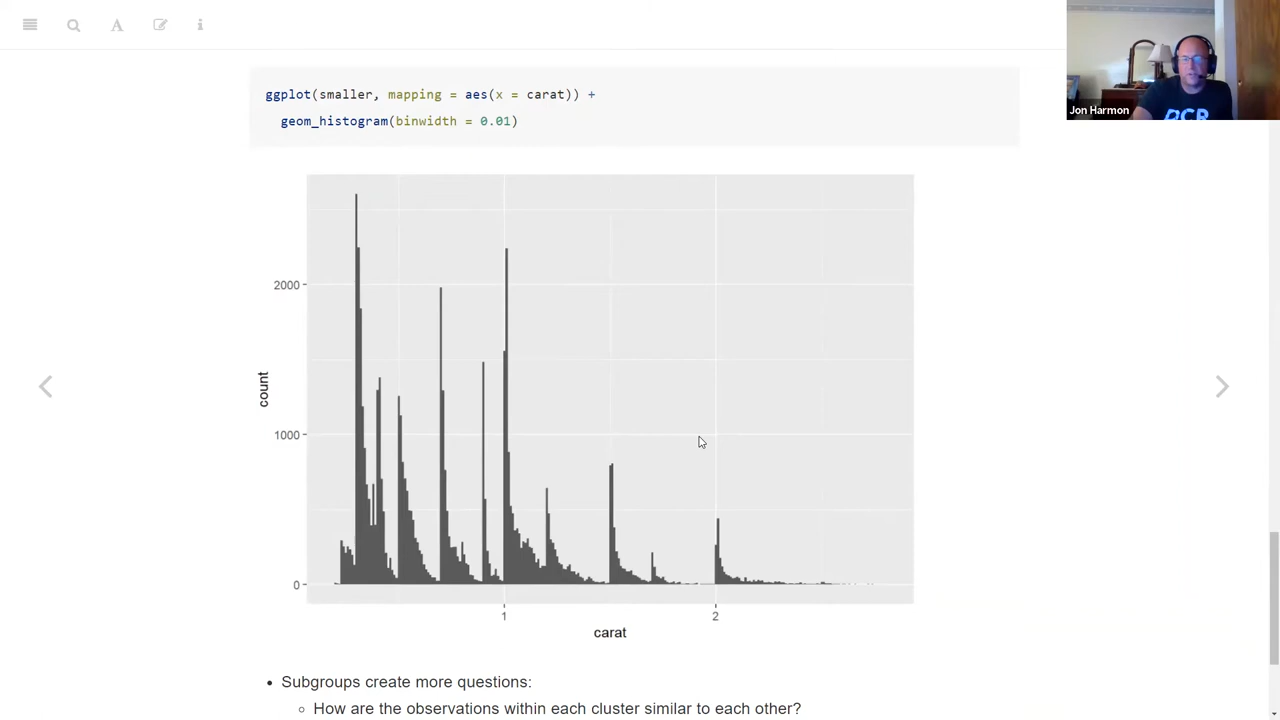 ggplot(smaller, mapping = aes(x = carat)) +
geom_histogram(binwidth = 0.01)
Jon Harmon
2000
1000
0
count
1
2
carat
• Subgroups create more questions:
○ How are the observations within each cluster similar to each other?